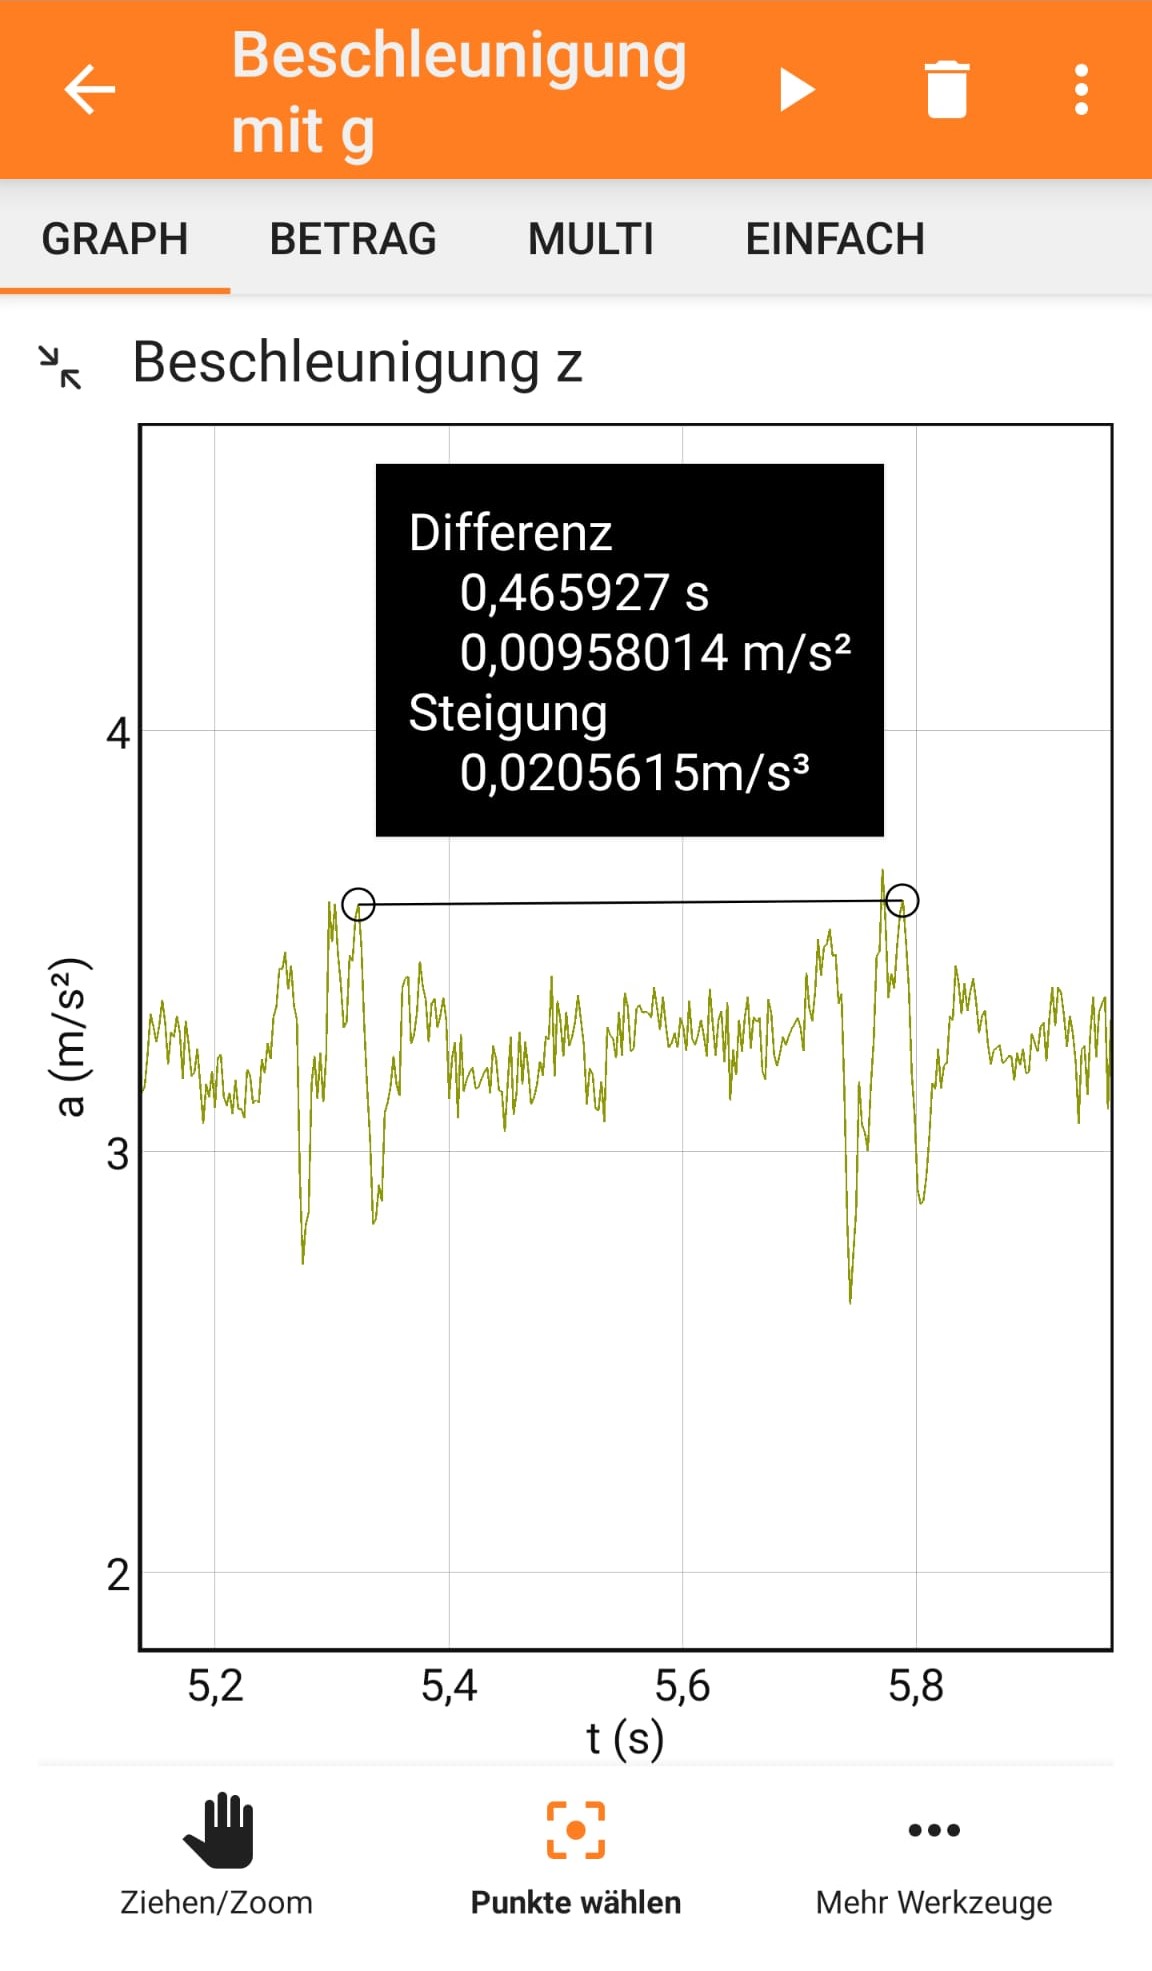 Beschleunigung
mit g
GRAPH BETRAG MULTI EINFACH
Beschleunigung z
Differenz
0,465927 s
0,00958014 m/s²
Steigung
0,0205615m/s³
4
3
2
a (m/s²)
5,2 5,4 5,6 5,8
t (s)
Ziehen/Zoom Punkte wählen Mehr Werkzeuge